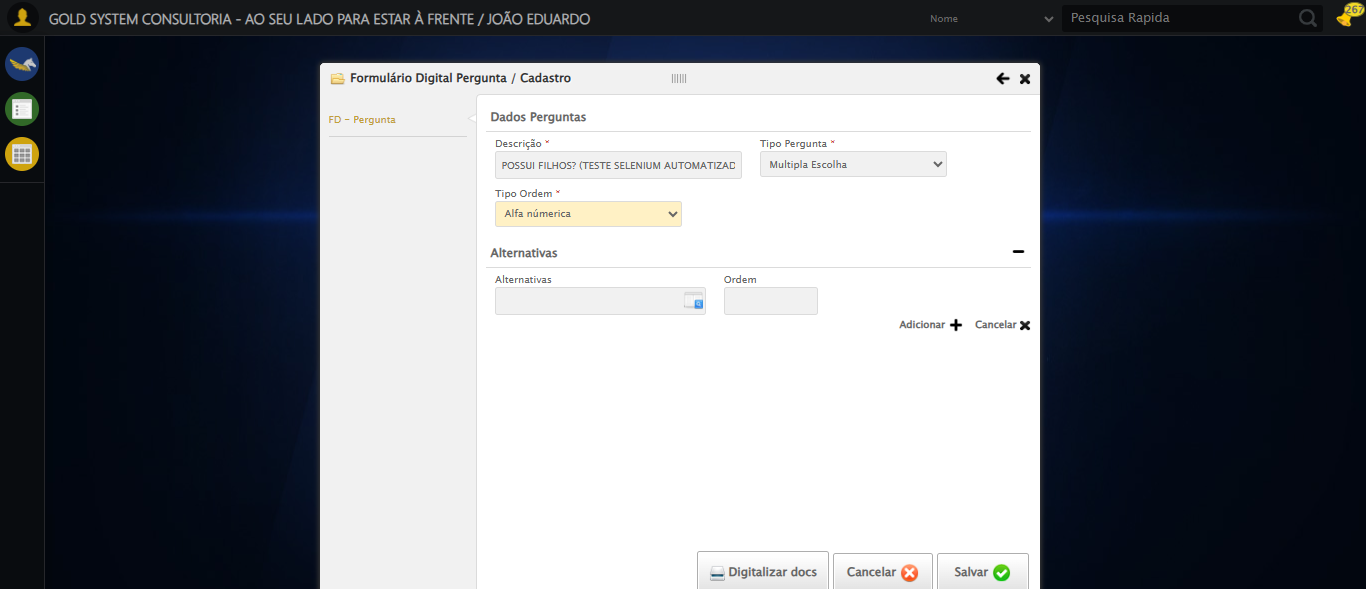 GOLD SYSTEM CONSULTORIA - AO SEU LADO PARA ESTAR À FRENTE / JOÃO EDUARDO
Nome
Pesquisa Rapida
267
Formulário Digital Pergunta / Cadastro
FD - Pergunta
Dados Perguntas
Descrição *
Tipo Pergunta *
POSSUI FILHOS? (TESTE SELENIUM AUTOMATIZAD
Multipla Escolha
Tipo Ordem *
Alfa númerica
Alternativas
Alternativas
Ordem
Adicionar
Cancelar
Digitalizar docs
Cancelar
Salvar